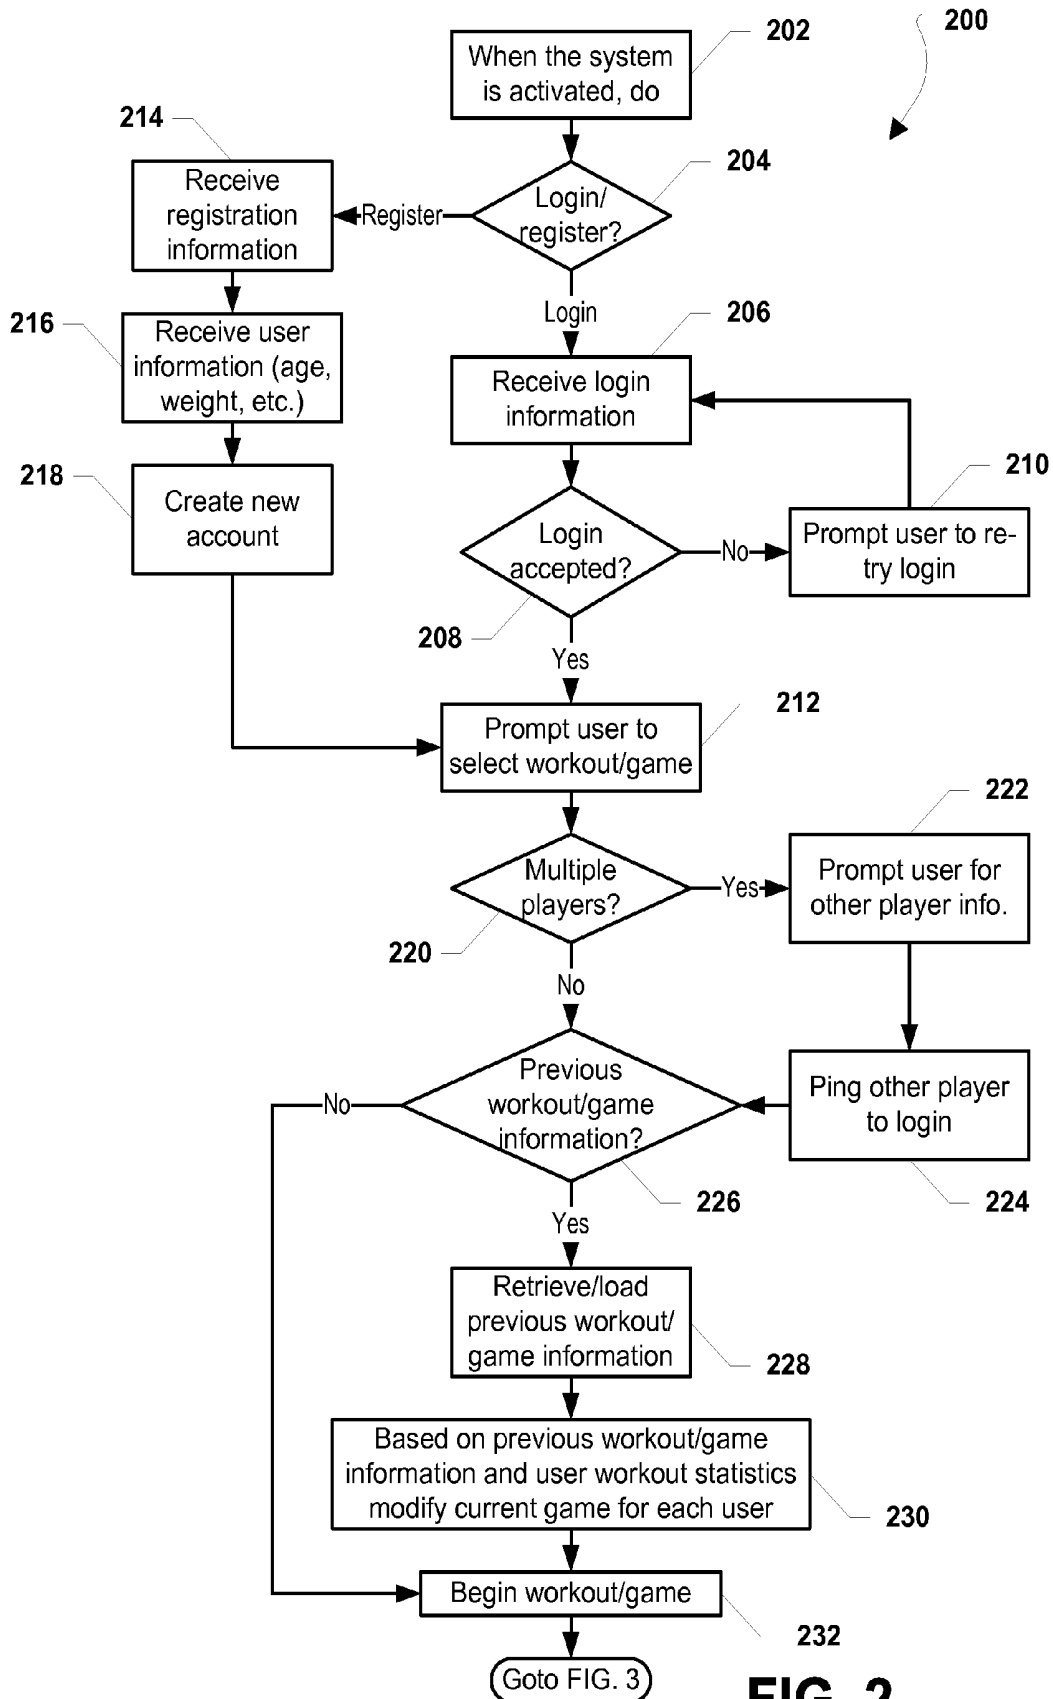 200
202
When the system
is activated, do
214
204
Receive
registration
information
Register
Login/
register?
Login
216
206
Receive user
information (age,
weight, etc.)
Receive login
information
218
210
Create new
account
Login
accepted?
No
Prompt user to re-
try login
208
Yes
212
Prompt user to
select workout/game
222
Multiple
players?
Yes
Prompt user for
other player info.
220
No
Previous
workout/game
information?
No
Ping other player
to login
226
224
Yes
Retrieve/load
previous workout/
game information
228
Based on previous workout/game
information and user workout statistics
modify current game for each user
230
Begin workout/game
232
Goto FIG. 3
FIG. 2